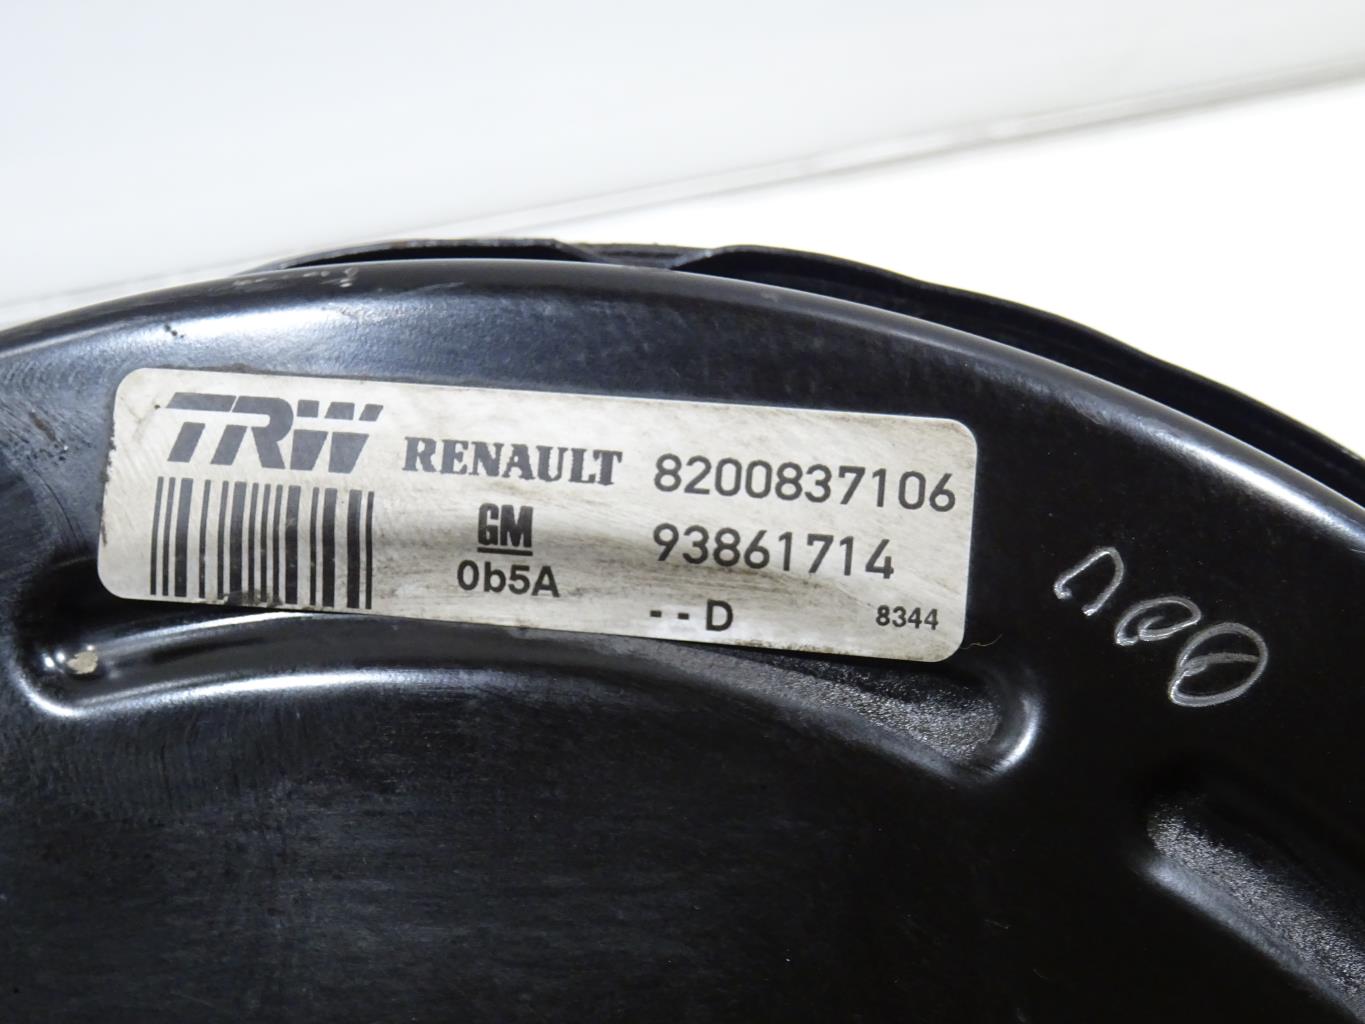 TRW RENAULT 8200837106
GM 93861714
0b5A
--D 8344